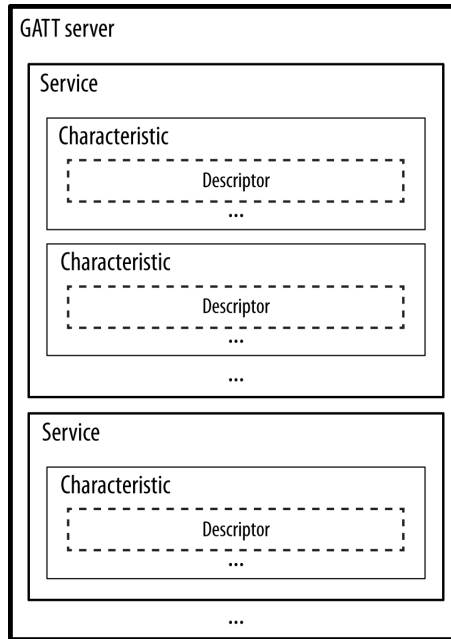 GATT server
Service
Characteristic
Descriptor
...
Characteristic
Descriptor
...
...
Service
Characteristic
Descriptor
...
...